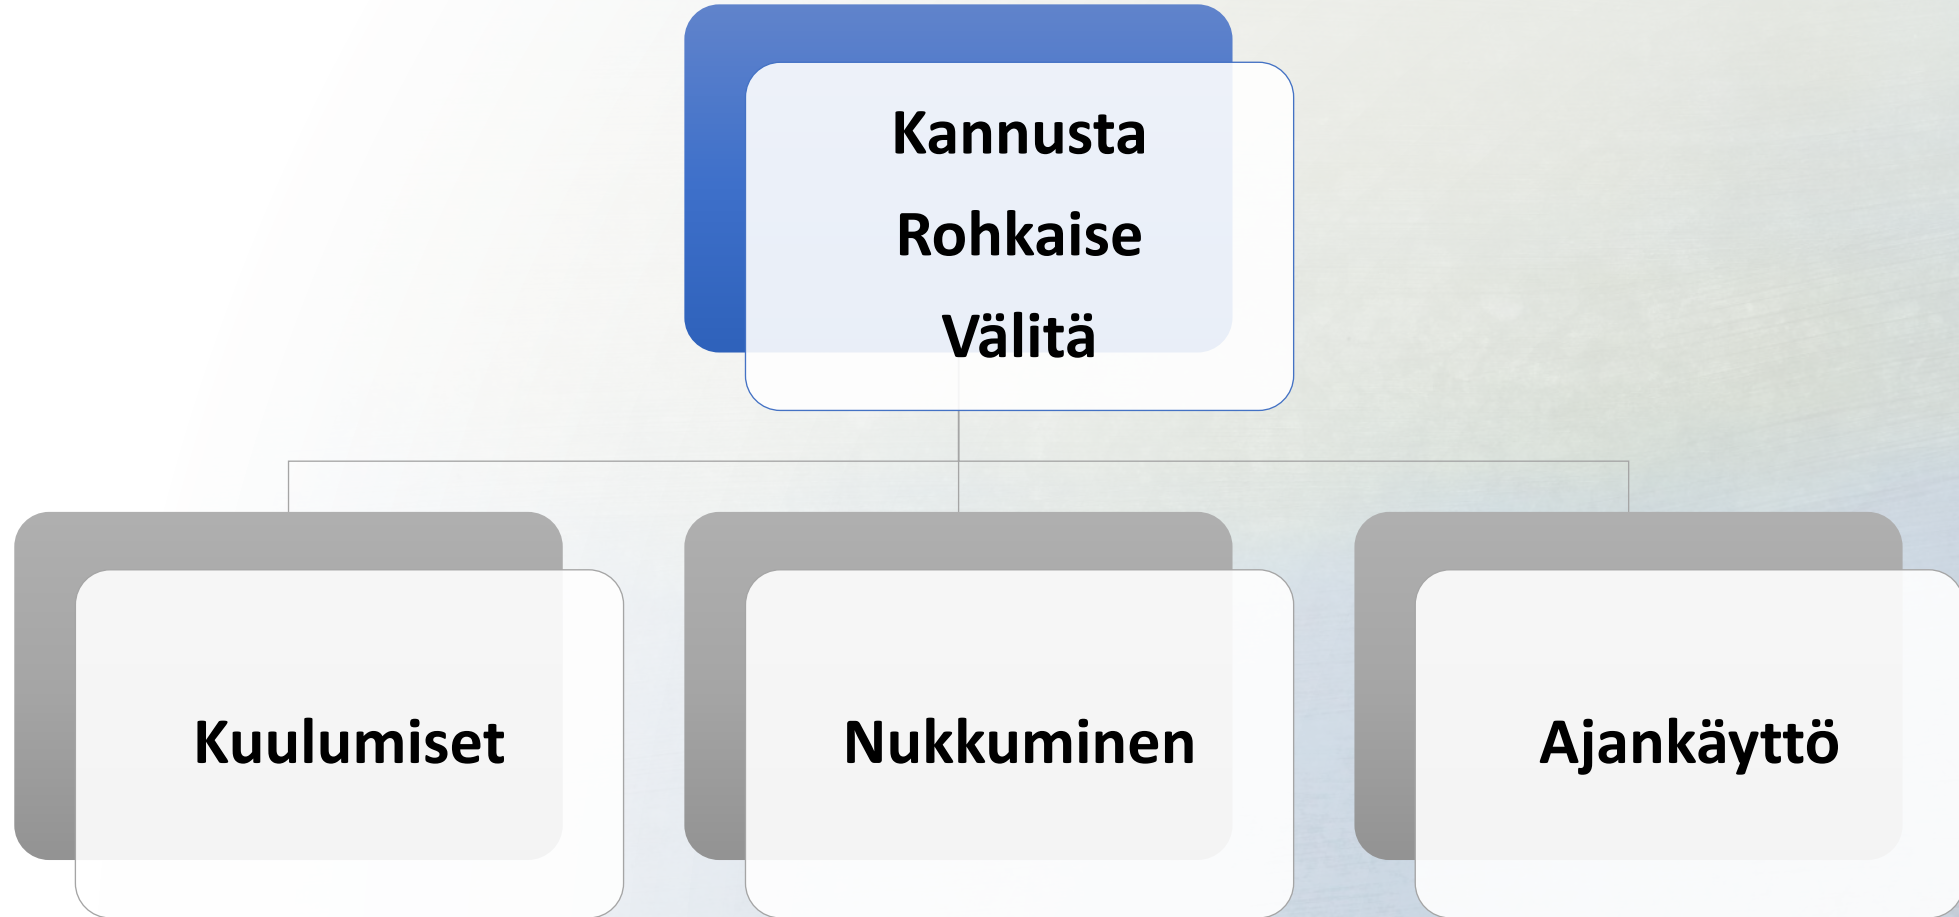 Kannusta
Rohkaise
Välitä
Kuulumiset
Nukkuminen
Ajankäyttö